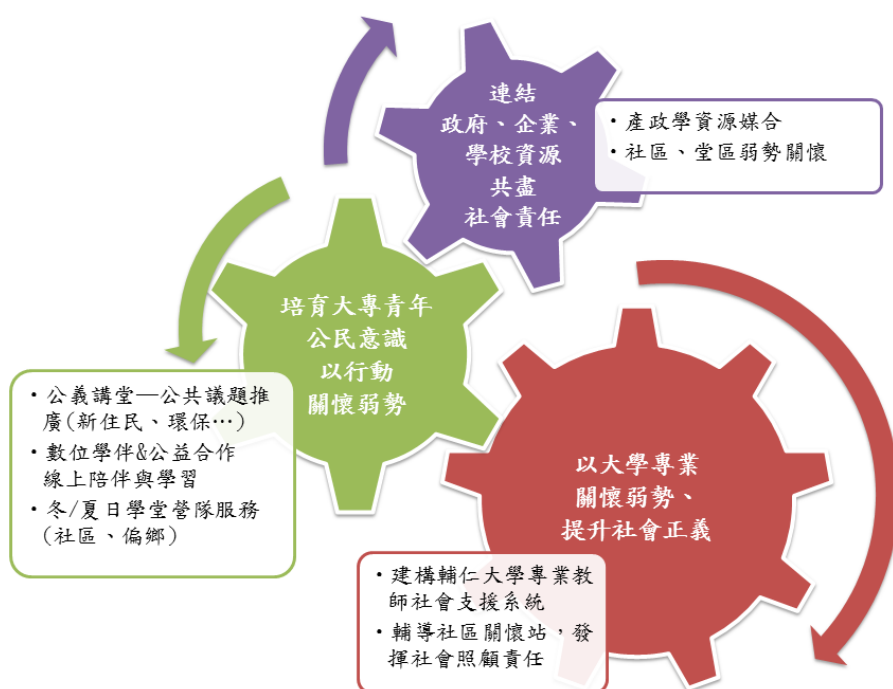 連結
政府、企業、
學校資源
共盡
社會責任
・產政學資源媒合
・社區、堂區弱勢關懷
培育大專青年
公民意識
以行動
關懷弱勢
・公義講堂—公共議題推
廣(新住民、環保…)
・數位學伴&公益合作
線上陪伴與學習
・冬/夏日學堂營隊服務
(社區、偏鄉)
以大學專業
關懷弱勢、
提升社會正義
・建構輔仁大學專業教
師社會支援系統
・輔導社區關懷站，發
揮社會照顧責任